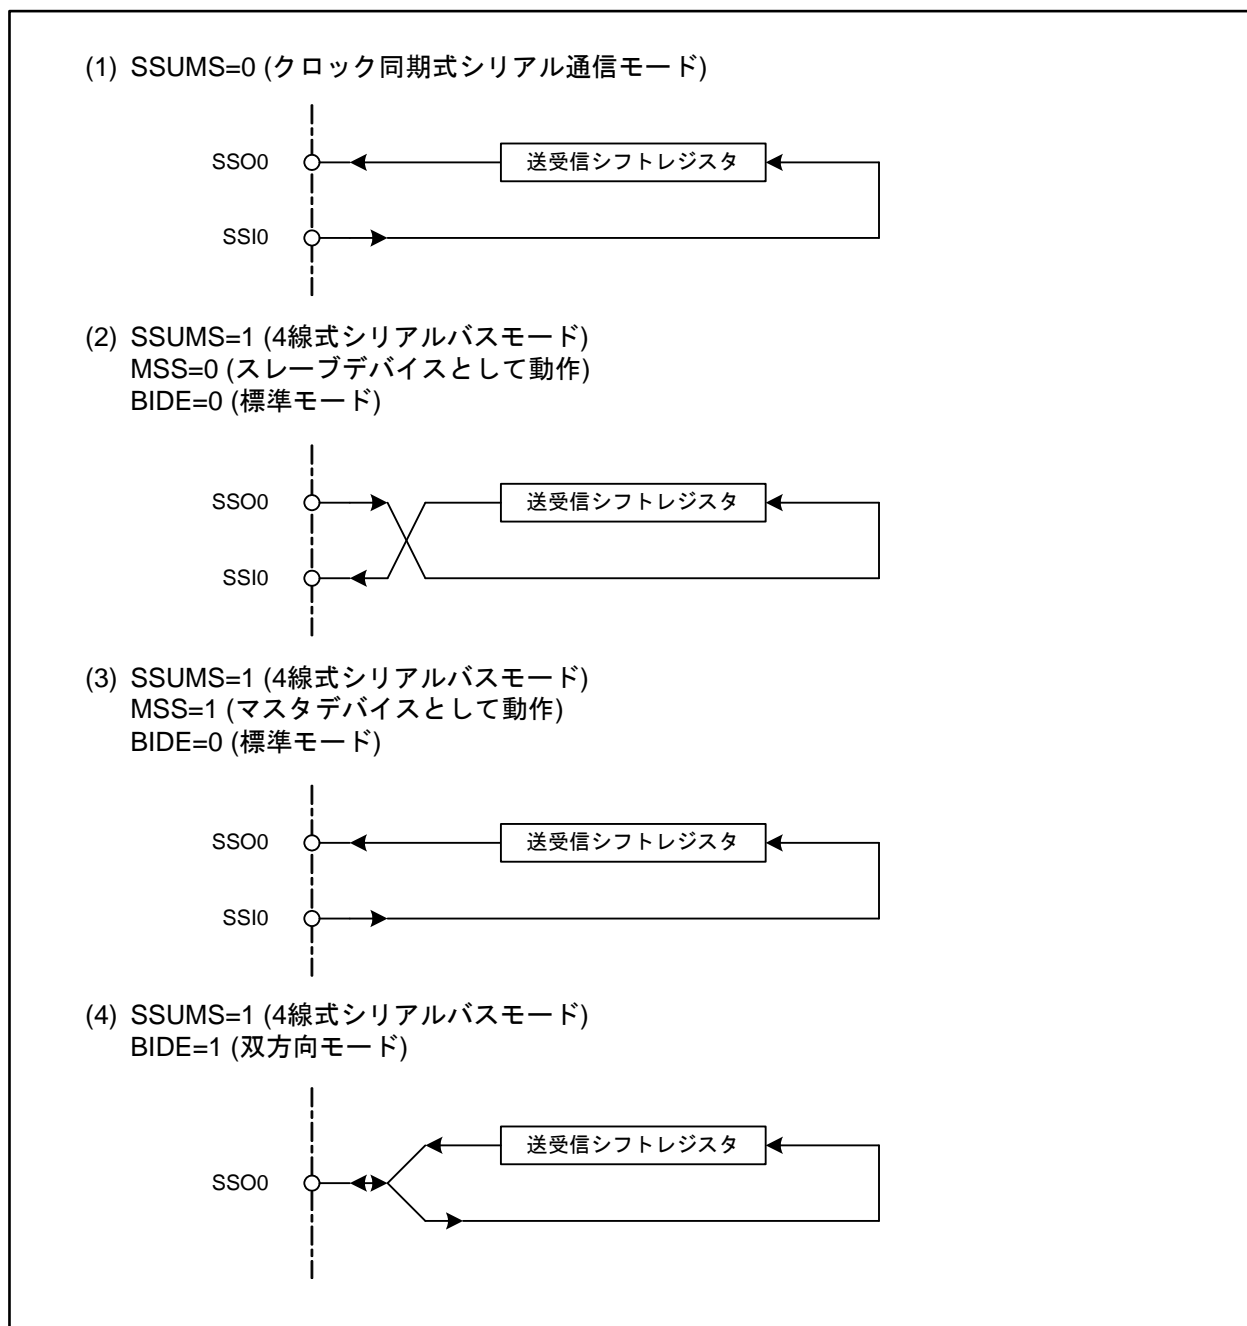 (1) SSUMS=0 (クロック同期式シリアル通信モード)
SSO0
送受信シフトレジスタ
SSI0
(2) SSUMS=1 (4線式シリアルバスモード)
MSS=0 (スレーブデバイスとして動作)
BIDE=0 (標準モード)
SSO0
送受信シフトレジスタ
SSI0
(3) SSUMS=1 (4線式シリアルバスモード)
MSS=1 (マスタデバイスとして動作)
BIDE=0 (標準モード)
SSO0
送受信シフトレジスタ
SSI0
(4) SSUMS=1 (4線式シリアルバスモード)
BIDE=1 (双方向モード)
送受信シフトレジスタ
SSO0